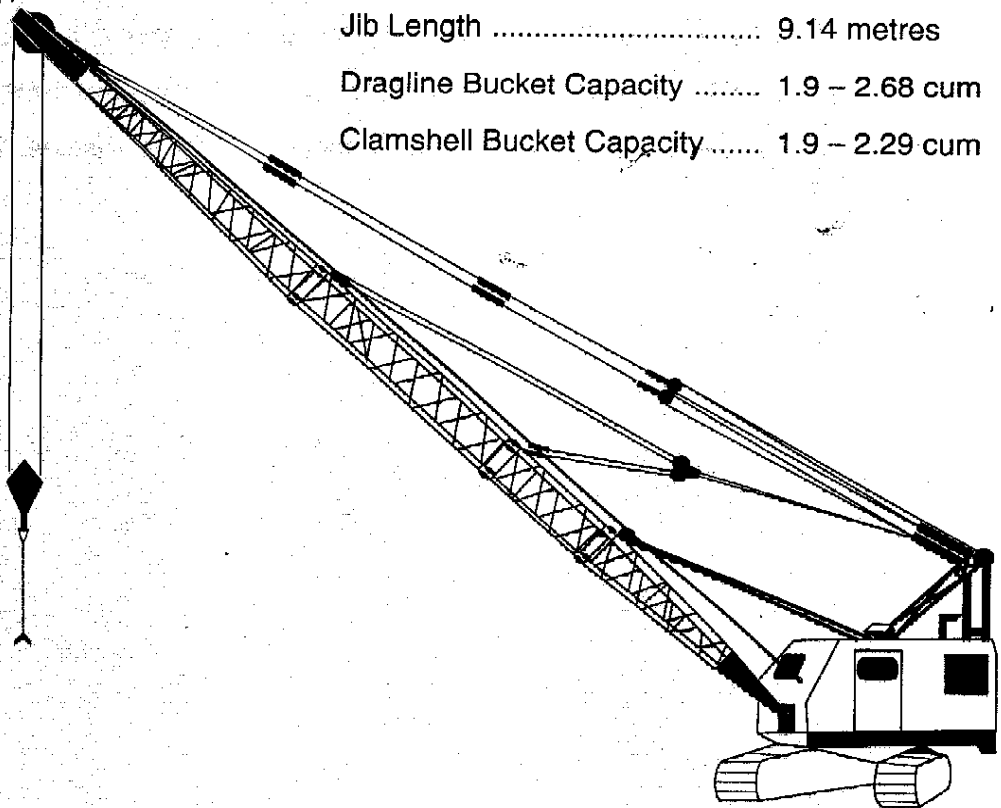 Jib Length .............................. 9.14 metres
Dragline Bucket Capacity ........ 1.9 – 2.68 cum
Clamshell Bucket Capacity ...... 1.9 – 2.29 cum